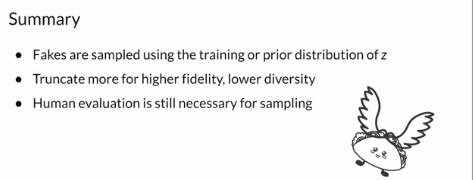 Summary
• Fakes are sampled using the training or prior distribution of z
• Truncate more for higher fidelity, lower diversity
• Human evaluation is still necessary for sampling